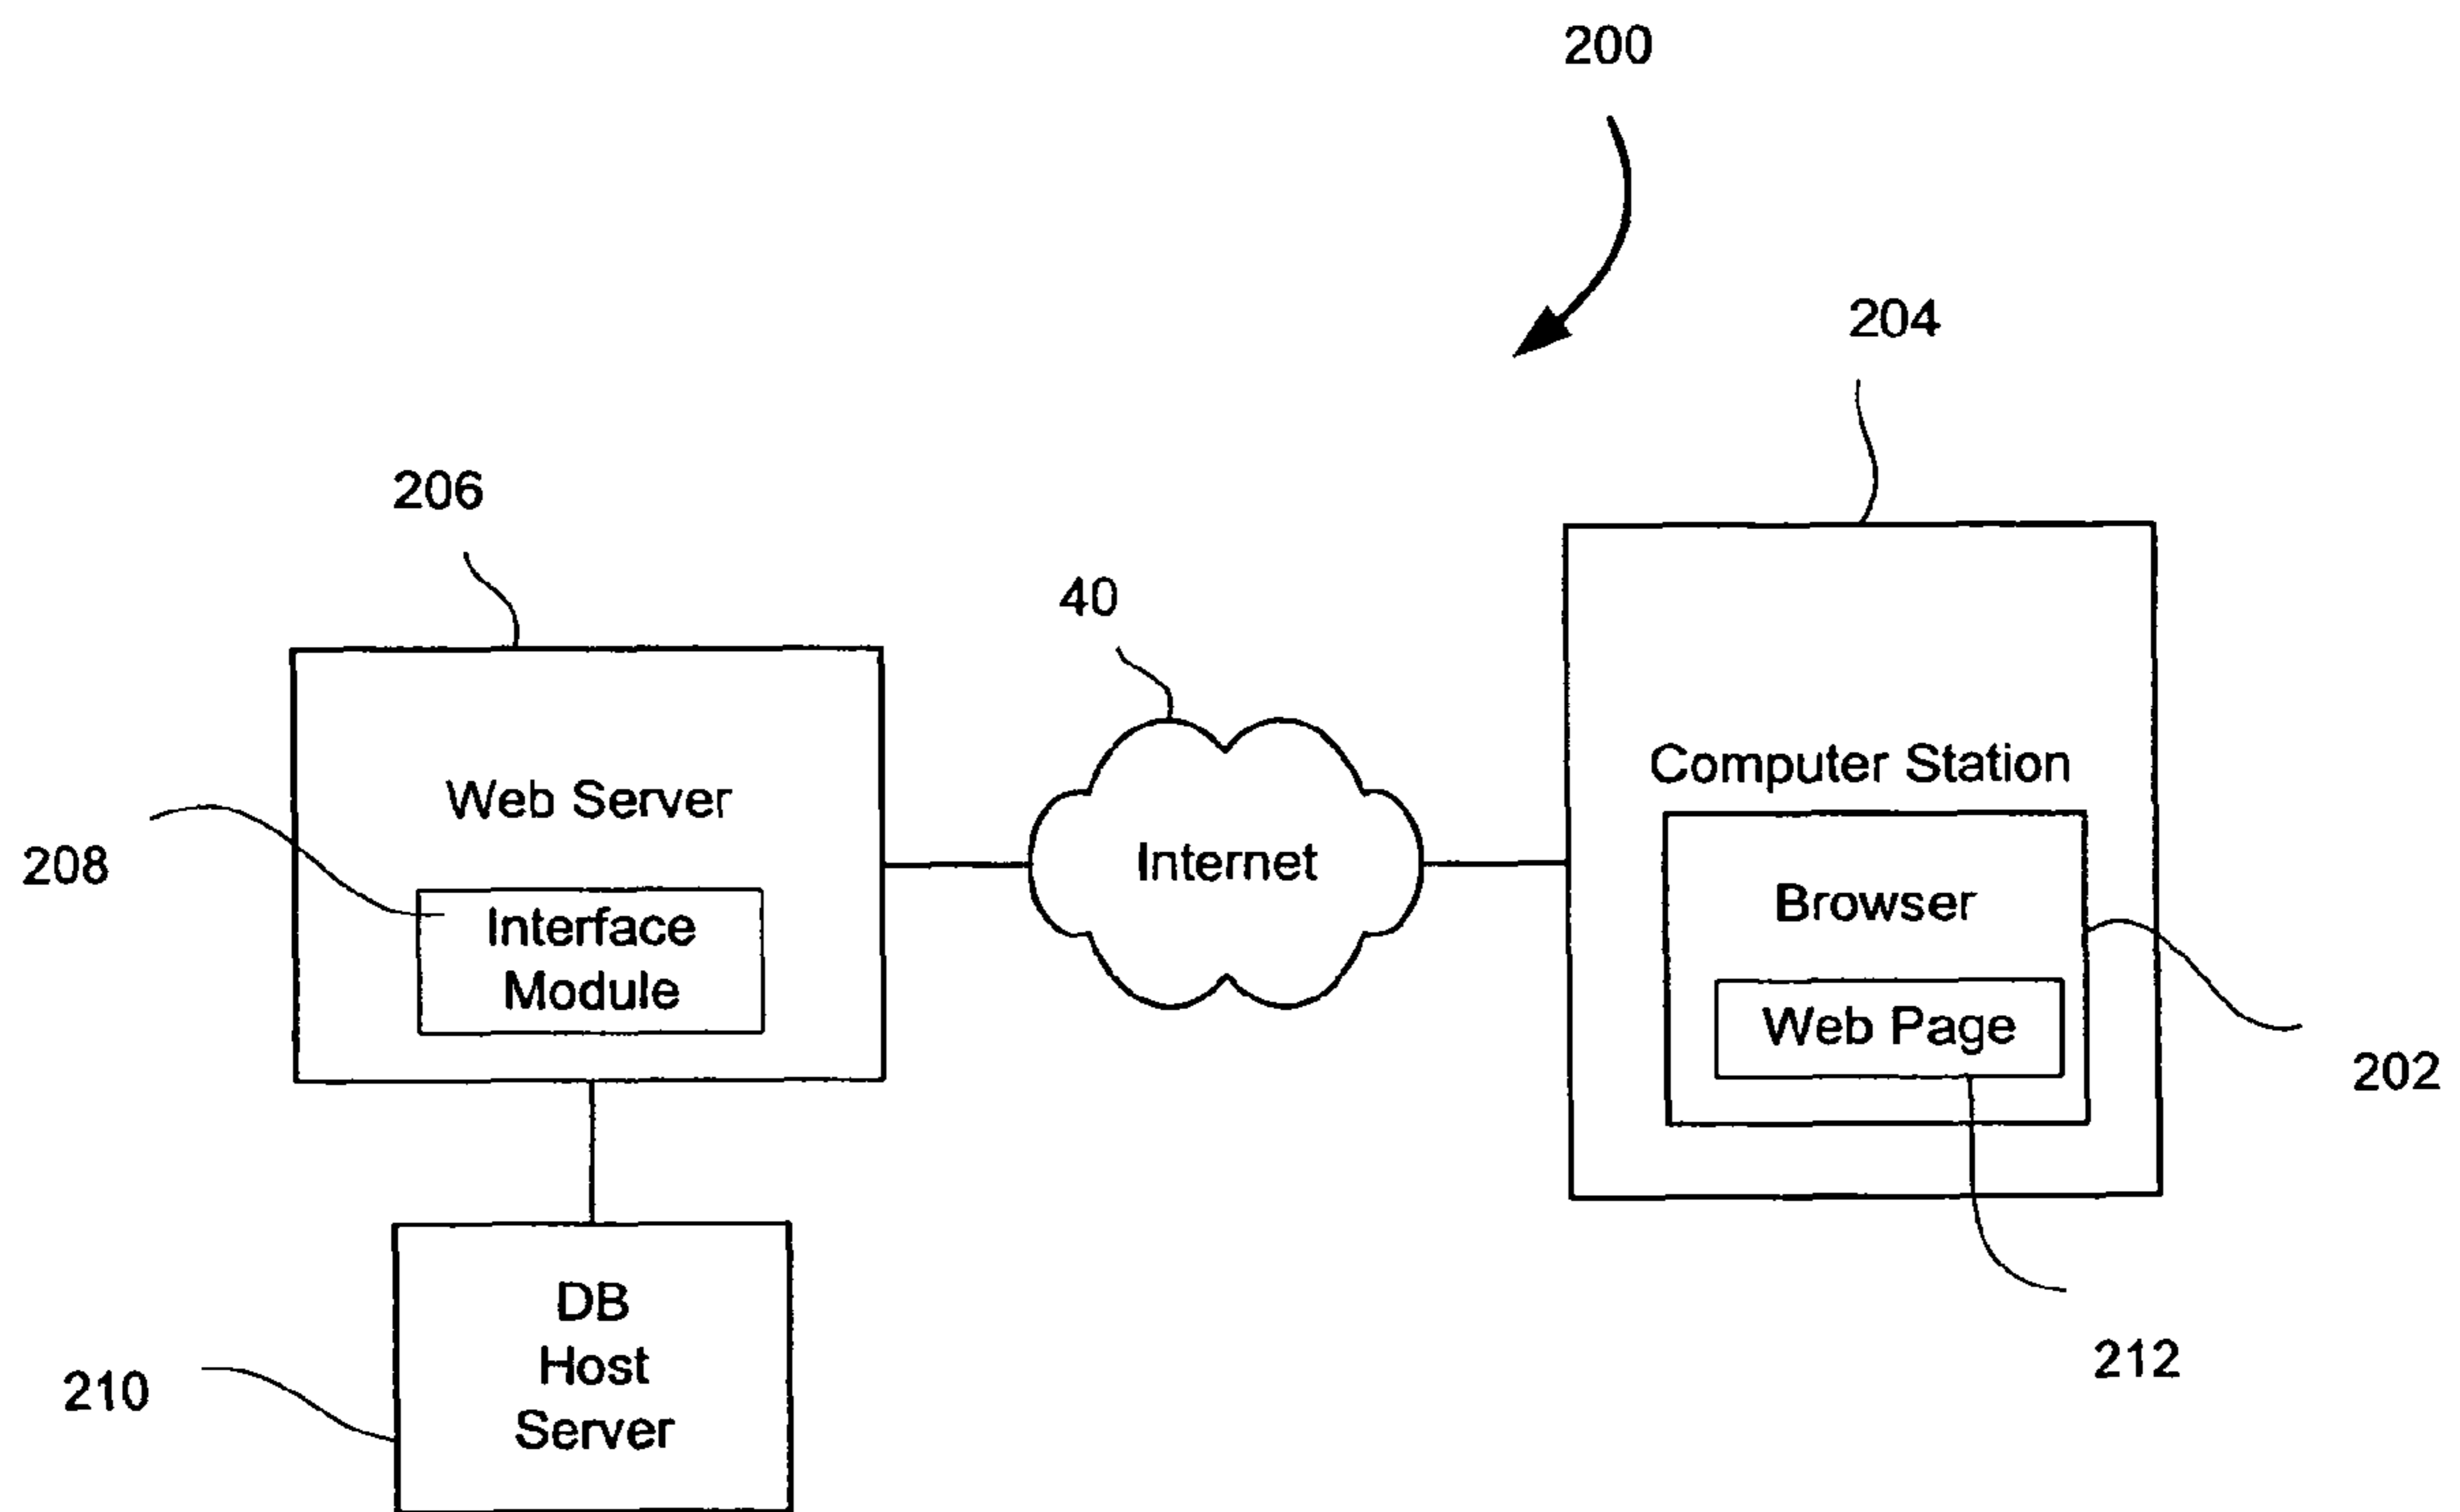 200
204
206
40
Web Server
Computer Station
208
Internet
Browser
Interface
Module
Web Page
202
DB
Host
Server
210
212